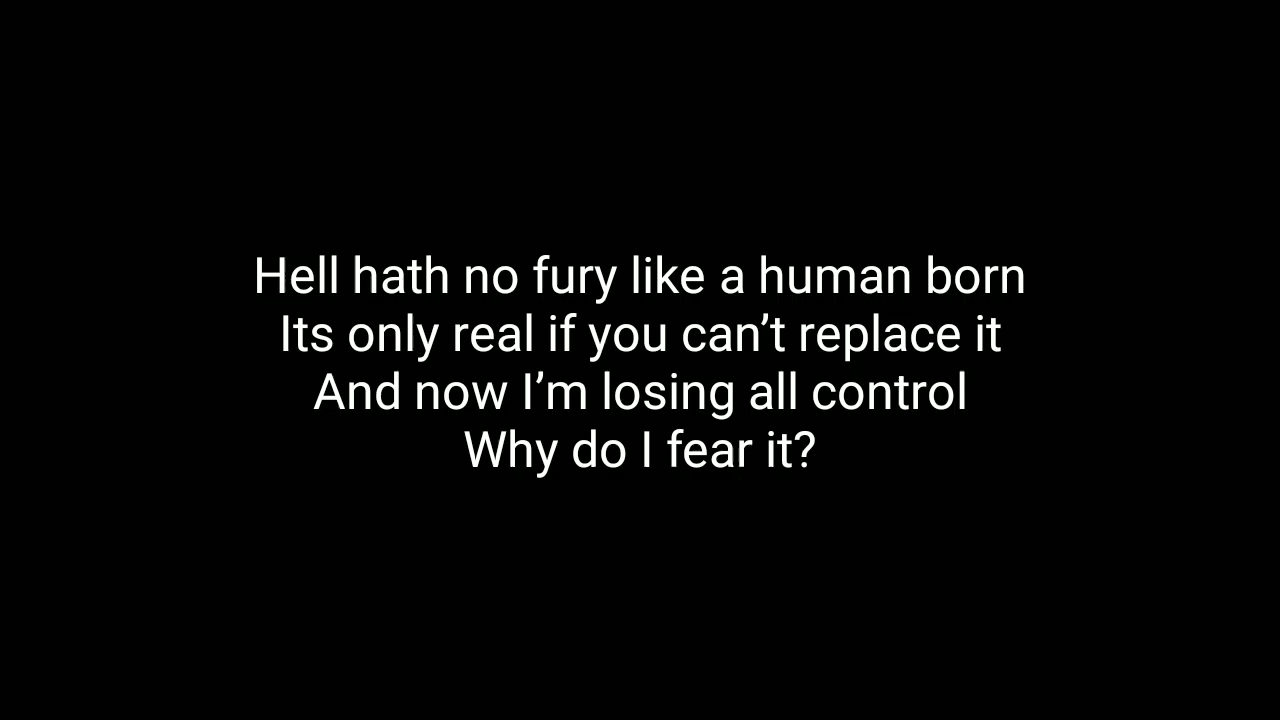 Hell hath no fury like a human born
Its only real if you can’t replace it
And now I’m losing all control
Why do I fear it?